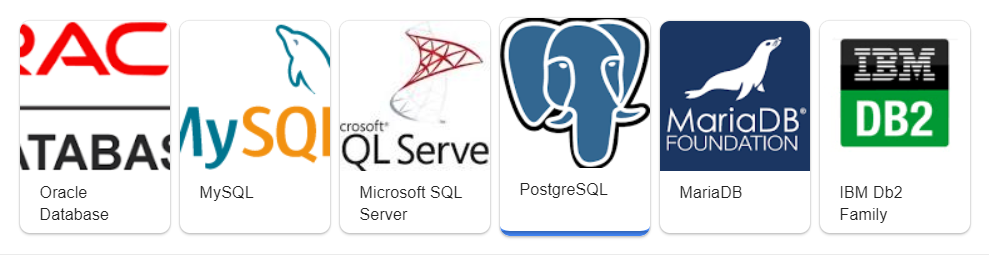 RAC
ATABAS
MySQL
crosoft®
QL Serve
MariaDB®
FOUNDATION
IBM
DB2
Oracle
Database
MySQL
Microsoft SQL
Server
PostgreSQL
MariaDB
IBM Db2
Family